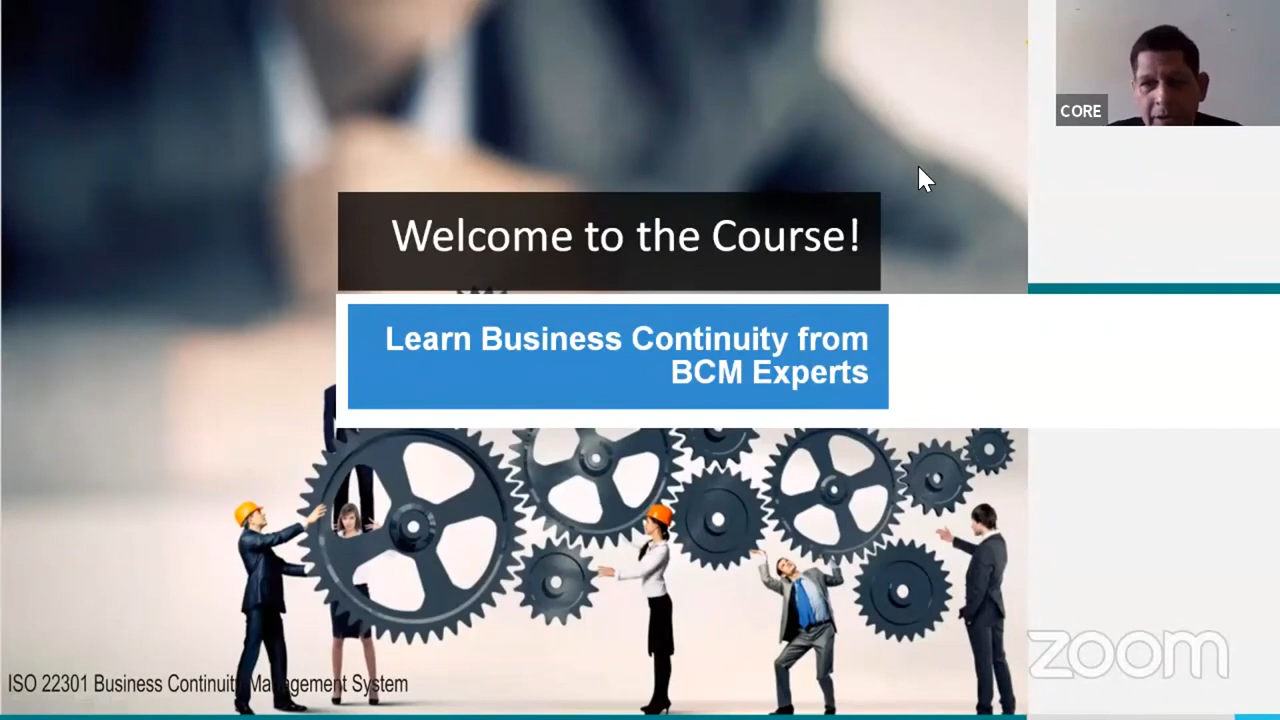 CORE
Welcome to the Course!
Learn Business Continuity from
BCM Experts
zoom
ISO 22301 Business Continuity Management System